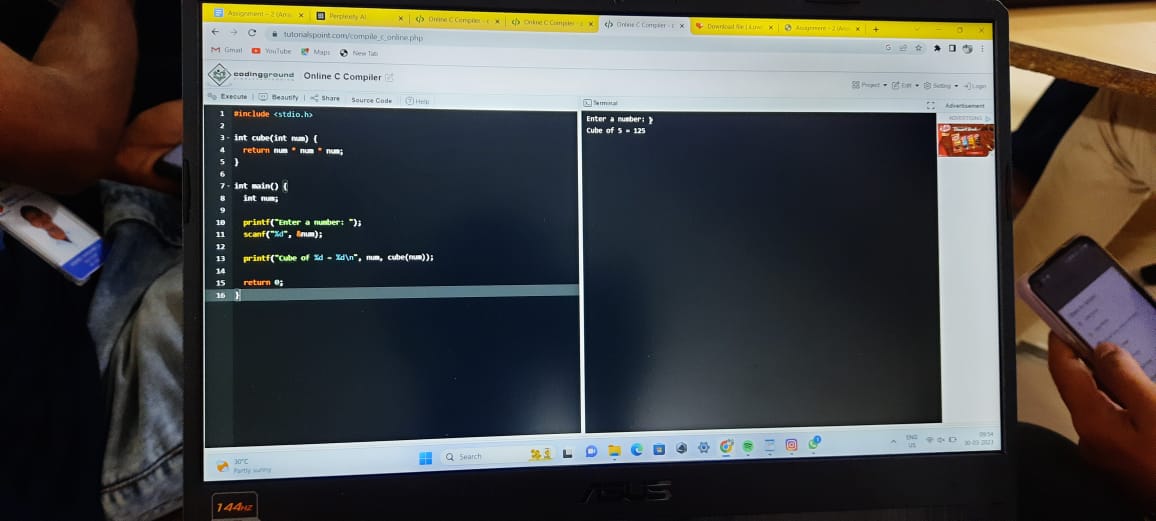 Assignment - 2 (Ans
Perplexity AI
Online C Compiler -
Online C Compiler -
Online C Compiler -
Download file |
Assignment - 2 (Ans
tutorialspoint.com/compile_c_online.php
Gmail
YouTube
Maps
New Tab
codingground
Online C Compiler
Project
Edit
Setting
Login
Execute
Beautify
Share
Source Code
Help
Terminal
Advertisement
1 #include <stdio.h>
2
3 int cube(int num) {
4 return num * num * num;
5 }
6
7 int main() {
8 int num;
9
10 printf("Enter a number: ");
11 scanf("%d", &num);
12
13 printf("Cube of %d = %d\n", num, cube(num));
14
15 return 0;
16 }
Enter a number: 5
Cube of 5 = 125
30°C
Partly sunny
Search
ENG
US
09:54
30-03-2023
ASUS
144HZ